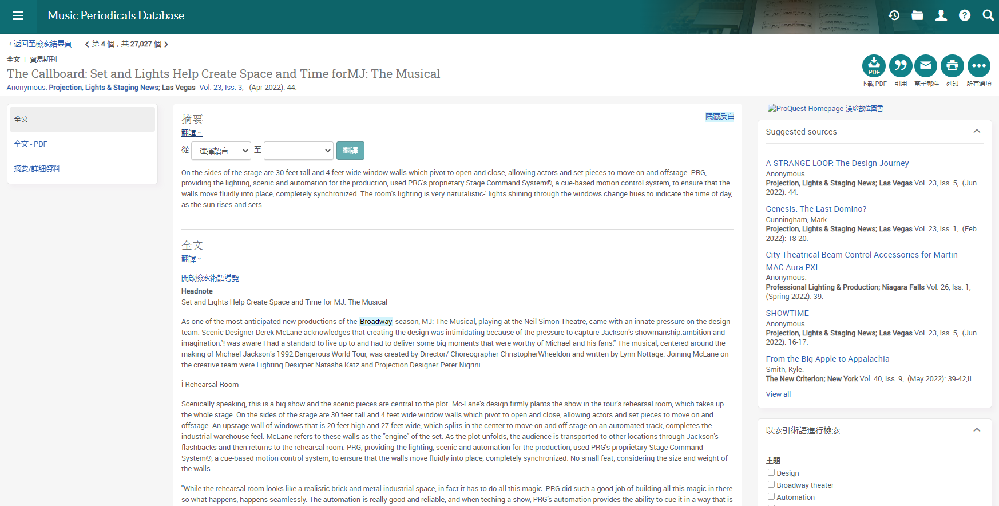 Music Periodicals Database
‹ 返回至檢索結果頁
第 4 個，共 27,027 個
全文 | 貿易期刊
The Callboard: Set and Lights Help Create Space and Time forMJ: The Musical
Anonymous. Projection, Lights & Staging News; Las Vegas Vol. 23, Iss. 3, (Apr 2022): 44.
PDF
下載 PDF
引用
電子郵件
列印
所有選項
全文
全文 - PDF
摘要/詳細資料
摘要
隱藏反白
翻譯
從 選擇語言... 至 翻譯
On the sides of the stage are 30 feet tall and 4 feet wide window walls which pivot to open and close, allowing actors and set pieces to move on and offstage. PRG,
providing the lighting, scenic and automation for the production, used PRG's proprietary Stage Command System®, a cue-based motion control system, to ensure that the
walls move fluidly into place, completely synchronized. The room's lighting is very naturalistic-' lights shining through the windows change hues to indicate the time of day,
as the sun rises and sets.
全文
翻譯
開啟檢索術語導覽
Headnote
Set and Lights Help Create Space and Time for MJ: The Musical
As one of the most anticipated new productions of the Broadway season, MJ: The Musical, playing at the Neil Simon Theatre, came with an innate pressure on the design
team. Scenic Designer Derek McLane acknowledges that creating the design was intimidating because of the pressure to capture Jackson's showmanship.ambition and
imagination."! was aware I had a standard to live up to and had to deliver some big moments that were worthy of Michael and his fans." The musical, centered around the
making of Michael Jackson's 1992 Dangerous World Tour, was created by Director/ Choreographer ChristopherWheeldon and written by Lynn Nottage. Joining McLane on
the creative team were Lighting Designer Natasha Katz and Projection Designer Peter Nigrini.
Î Rehearsal Room
Scenically speaking, this is a big show and the scenic pieces are central to the plot. Mc-Lane's design firmly plants the show in the tour's rehearsal room, which takes up
the whole stage. On the sides of the stage are 30 feet tall and 4 feet wide window walls which pivot to open and close, allowing actors and set pieces to move on and
offstage. An upstage wall of windows that is 20 feet high and 27 feet wide, which splits in the center to move on and off stage on an automated track, completes the
industrial warehouse feel. McLane refers to these walls as the "engine" of the set. As the plot unfolds, the audience is transported to other locations through Jackson's
flashbacks and then returns to the rehearsal room. PRG, providing the lighting, scenic and automation for the production, used PRG's proprietary Stage Command
System®, a cue-based motion control system, to ensure that the walls move fluidly into place, completely synchronized. No small feat, considering the size and weight of
the walls.
"While the rehearsal room looks like a realistic brick and metal industrial space, in fact it has to do all this magic. PRG did such a good job of building all this magic in there
so what happens, happens seamlessly. The automation is really good and reliable, and when teching a show, PRG's automation provides the ability to cue it in a way that is
ProQuest Homepage 漢珍數位圖書
Suggested sources
A STRANGE LOOP. The Design Journey
Anonymous.
Projection, Lights & Staging News; Las Vegas Vol. 23, Iss. 5, (Jun
2022): 44.
Genesis: The Last Domino?
Cunningham, Mark.
Projection, Lights & Staging News; Las Vegas Vol. 23, Iss. 1, (Feb
2022): 18-20.
City Theatrical Beam Control Accessories for Martin
MAC Aura PXL
Anonymous.
Professional Lighting & Production; Niagara Falls Vol. 26, Iss. 1,
(Spring 2022): 39.
SHOWTIME
Anonymous.
Projection, Lights & Staging News; Las Vegas Vol. 23, Iss. 5, (Jun
2022): 16-17.
From the Big Apple to Appalachia
Smith, Kyle.
The New Criterion; New York Vol. 40, Iss. 9, (May 2022): 39-42,II.
View all
以索引術語進行檢索
主題
Design
Broadway theater
Automation